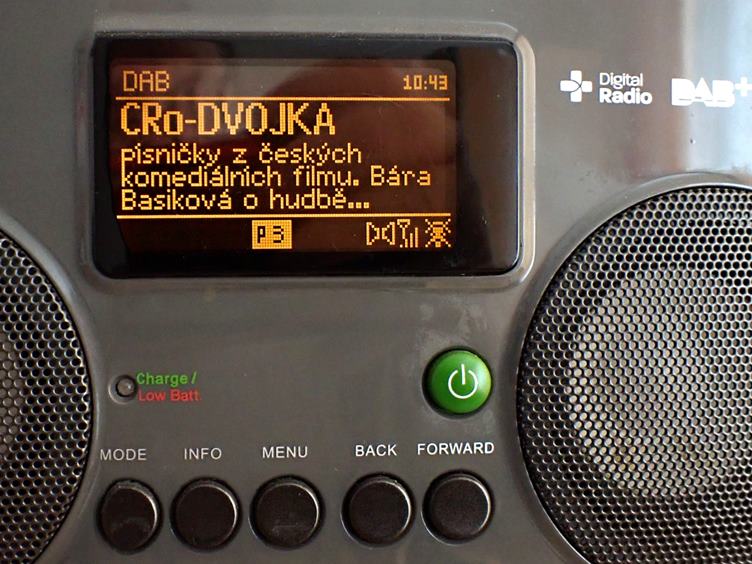 DAB 10:43
CRo-DVOJKA
písničky z českých
komediálních filmu. Bára
Basiková o hudbě...
P3
Digital
Radio
DAB+
Charge /
Low Batt.
MODE INFO MENU BACK FORWARD